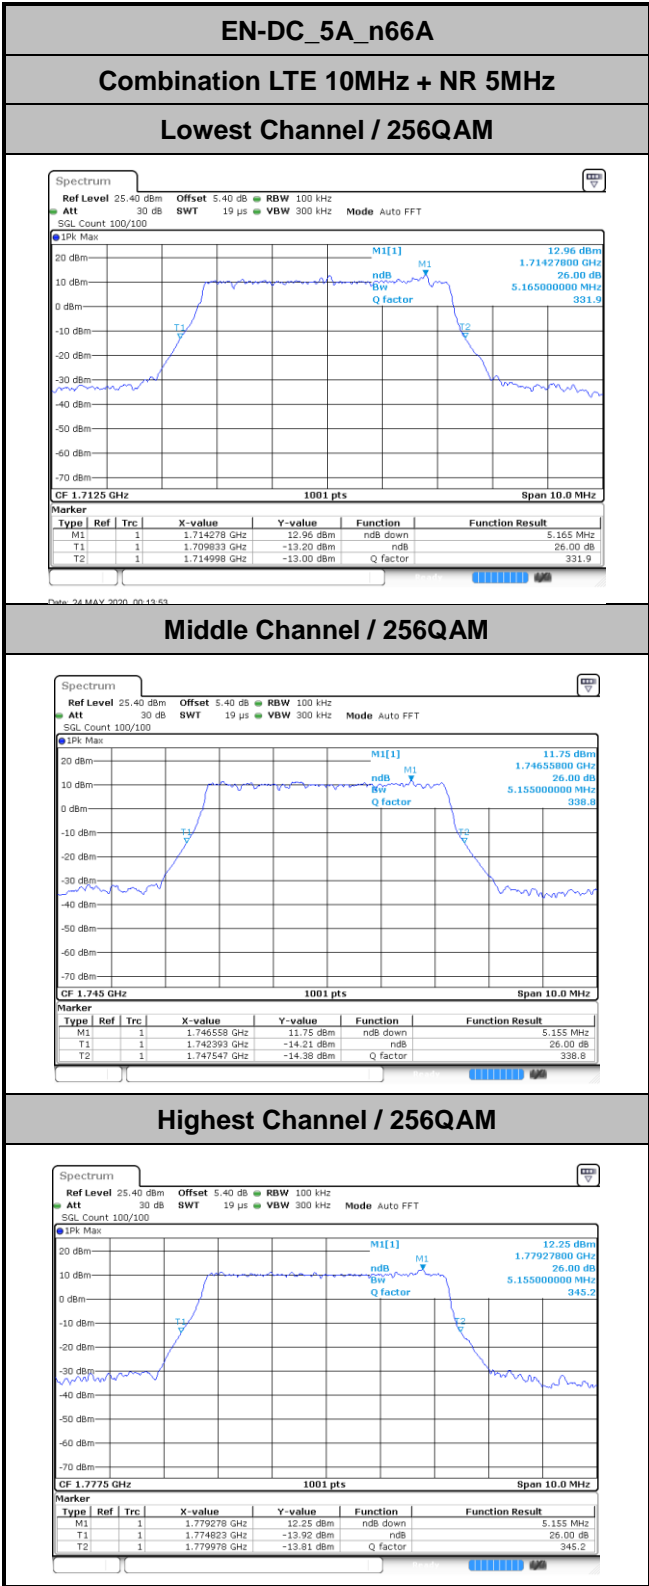 EN-DC_5A_n66A
Combination LTE 10MHz + NR 5MHz
Lowest Channel / 256QAM
Spectrum
Ref Level 25.40 dBm Offset 5.40 dB RBW 100 kHz
Att 30 dB SWT 19 µs VBW 300 kHz Mode Auto FFT
SGL Count 100/100
1Pk Max
M1[1] 12.96 dBm
1.71427800 GHz
ndB 26.00 dB
Bw 5.165000000 MHz
Q factor 331.9
M1
T1
T2
20 dBm
10 dBm
0 dBm
-10 dBm
-20 dBm
-30 dBm
-40 dBm
-50 dBm
-60 dBm
-70 dBm
CF 1.7125 GHz 1001 pts Span 10.0 MHz
Marker
Type Ref Trc X-value Y-value Function Function Result
M1 1 1.714278 GHz 12.96 dBm ndB down 5.165 MHz
T1 1 1.709833 GHz -13.20 dBm ndB 26.00 dB
T2 1 1.714998 GHz -13.00 dBm Q factor 331.9
Date: 24 MAY 2020 00:13:53
Middle Channel / 256QAM
Spectrum
Ref Level 25.40 dBm Offset 5.40 dB RBW 100 kHz
Att 30 dB SWT 19 µs VBW 300 kHz Mode Auto FFT
SGL Count 100/100
1Pk Max
M1[1] 11.75 dBm
1.74655800 GHz
ndB 26.00 dB
Bw 5.155000000 MHz
Q factor 338.8
M1
T1
T2
20 dBm
10 dBm
0 dBm
-10 dBm
-20 dBm
-30 dBm
-40 dBm
-50 dBm
-60 dBm
-70 dBm
CF 1.745 GHz 1001 pts Span 10.0 MHz
Marker
Type Ref Trc X-value Y-value Function Function Result
M1 1 1.746558 GHz 11.75 dBm ndB down 5.155 MHz
T1 1 1.742393 GHz -14.21 dBm ndB 26.00 dB
T2 1 1.747547 GHz -14.38 dBm Q factor 338.8
Highest Channel / 256QAM
Spectrum
Ref Level 25.40 dBm Offset 5.40 dB RBW 100 kHz
Att 30 dB SWT 19 µs VBW 300 kHz Mode Auto FFT
SGL Count 100/100
1Pk Max
M1[1] 12.25 dBm
1.77927800 GHz
ndB 26.00 dB
Bw 5.155000000 MHz
Q factor 345.2
M1
T1
T2
20 dBm
10 dBm
0 dBm
-10 dBm
-20 dBm
-30 dBm
-40 dBm
-50 dBm
-60 dBm
-70 dBm
CF 1.7775 GHz 1001 pts Span 10.0 MHz
Marker
Type Ref Trc X-value Y-value Function Function Result
M1 1 1.779278 GHz 12.25 dBm ndB down 5.155 MHz
T1 1 1.774823 GHz -13.92 dBm ndB 26.00 dB
T2 1 1.779978 GHz -13.81 dBm Q factor 345.2